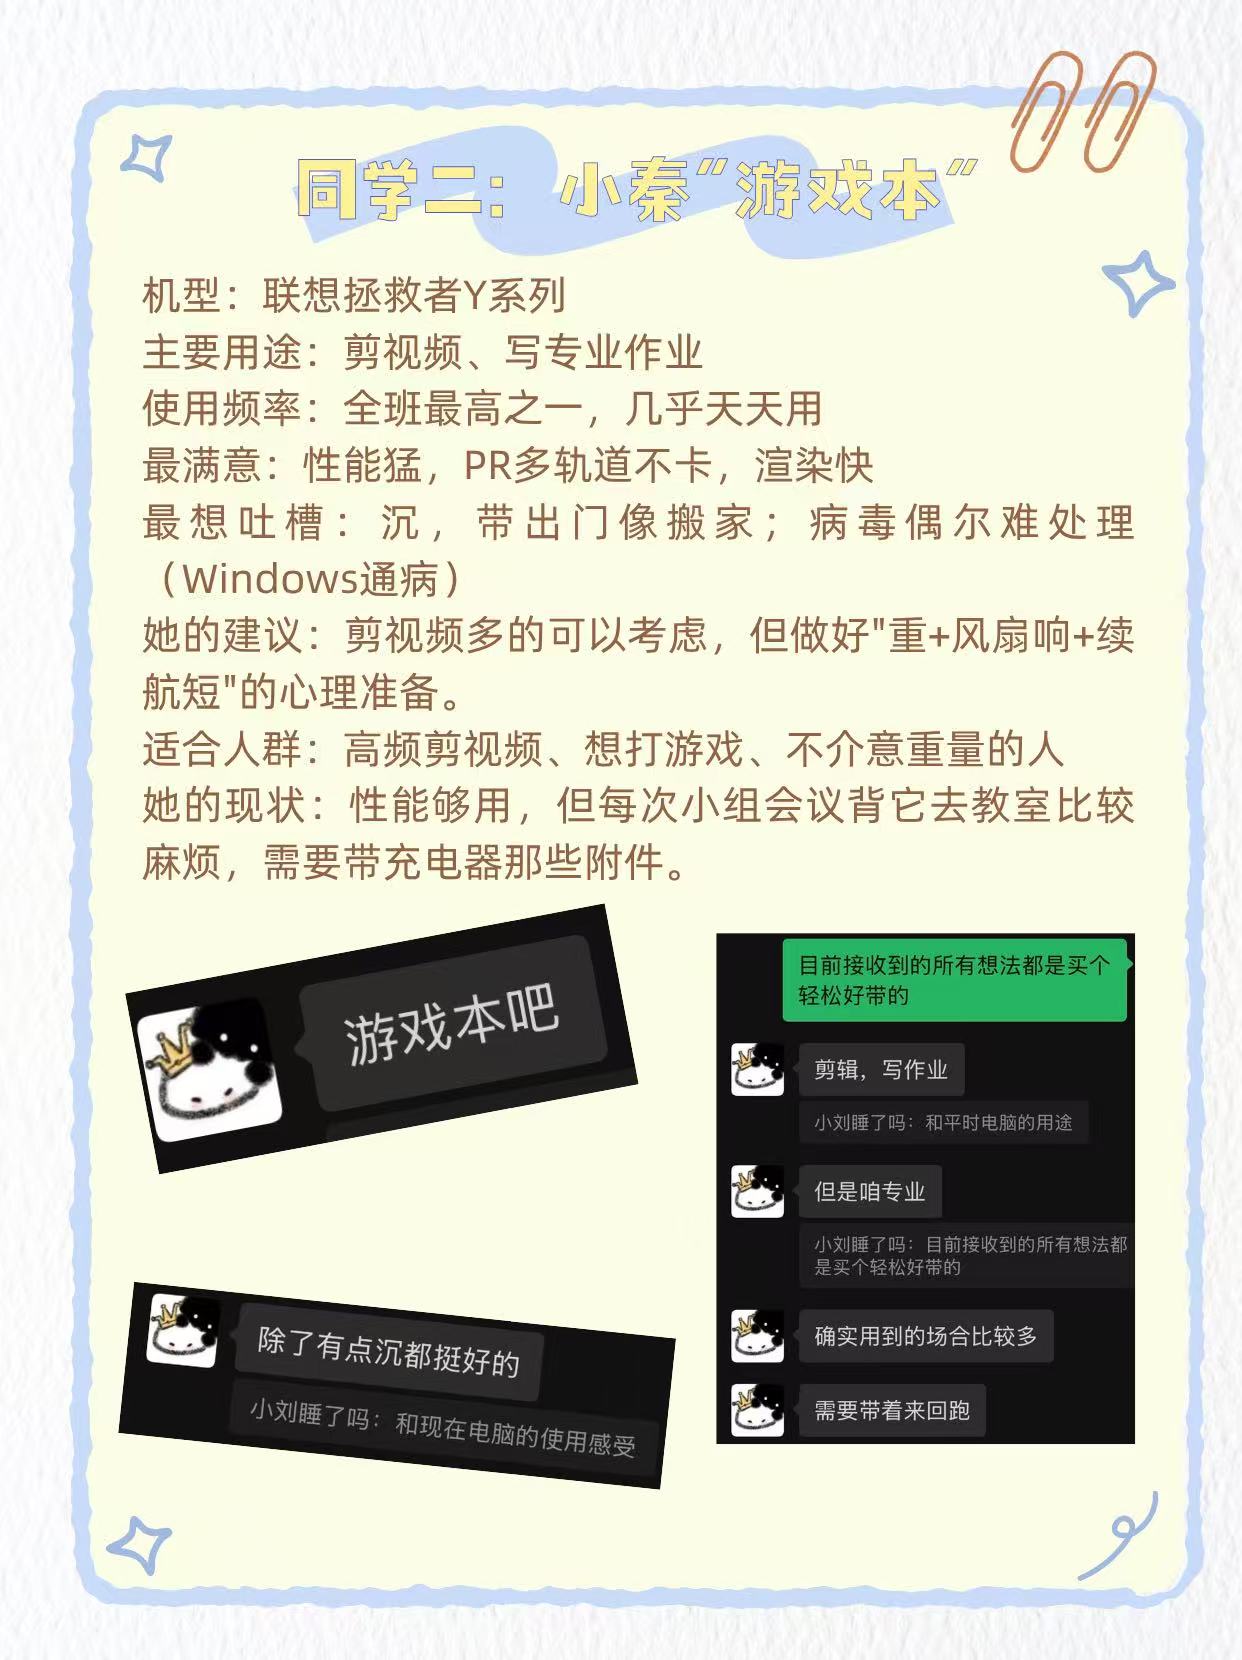 同学二：小秦“游戏本”
机型：联想拯救者Y系列
主要用途：剪视频、写专业作业
使用频率：全班最高之一，几乎天天用
最满意：性能猛，PR多轨道不卡，渲染快
最想吐槽：沉，带出门像搬家；病毒偶尔难处理
（Windows通病）
她的建议：剪视频多的可以考虑，但做好"重+风扇响+续
航短"的心理准备。
适合人群：高频剪视频、想打游戏、不介意重量的人
她的现状：性能够用，但每次小组会议背它去教室比较
麻烦，需要带充电器那些附件。
游戏本吧
除了有点沉都挺好的
小刘睡了吗：和现在电脑的使用感受
目前接收到的所有想法都是买个
轻松好带的
剪辑，写作业
小刘睡了吗：和平时电脑的用途
但是咱专业
小刘睡了吗：目前接收到的所有想法都
是买个轻松好带的
确实用到的场合比较多
需要带着来回跑